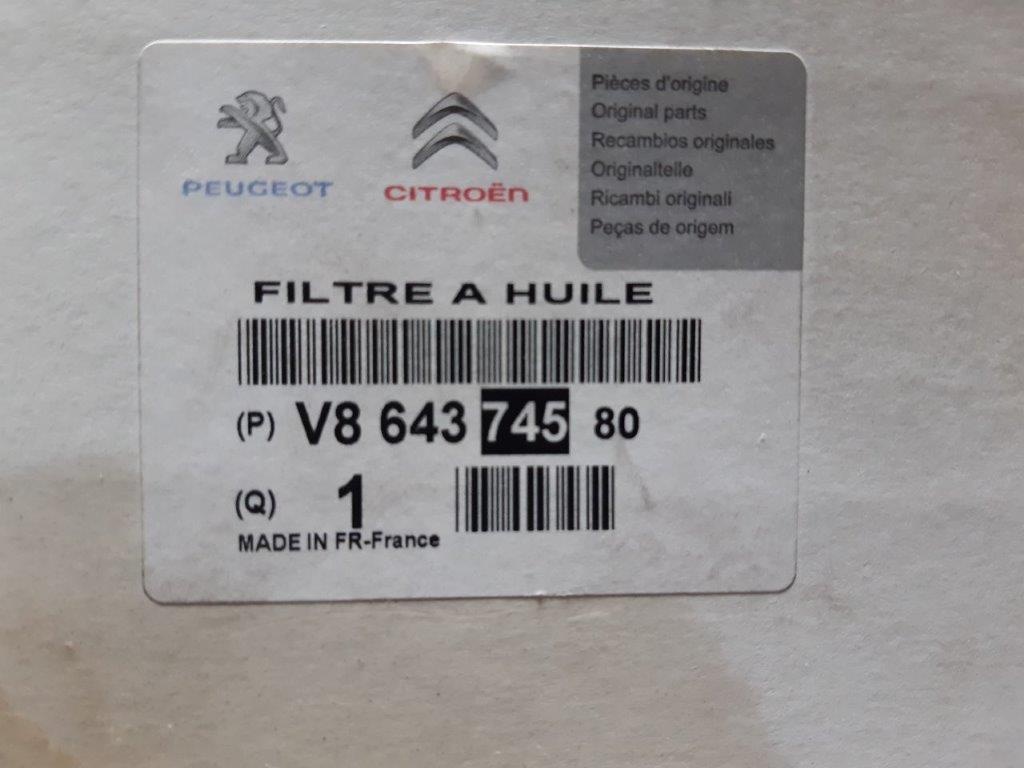 PEUGEOT
CITROËN
Pièces d'origine
Original parts
Recambios originales
Originalteile
Ricambi originali
Peças de origem
FILTRE A HUILE
(P) V8 643 745 80
(Q) 1
MADE IN FR-France